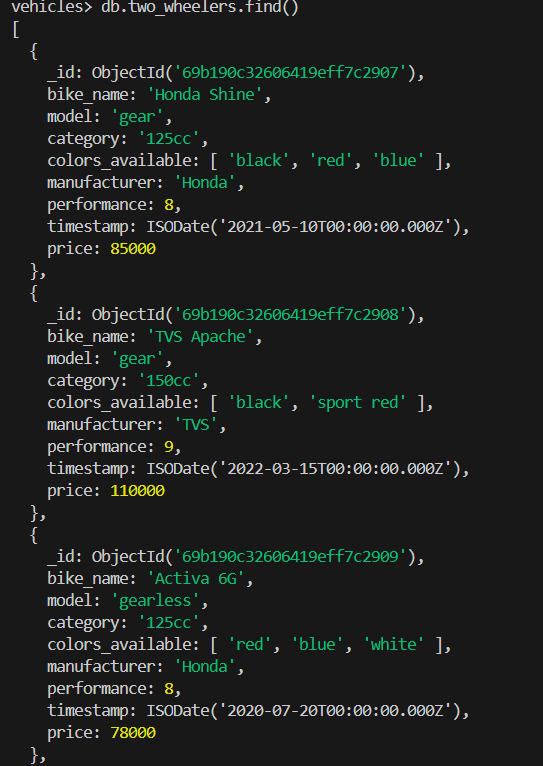 vehicles> db.two_wheelers.find()
[
  {
    _id: ObjectId('69b190c32606419eff7c2907'),
    bike_name: 'Honda Shine',
    model: 'gear',
    category: '125cc',
    colors_available: [ 'black', 'red', 'blue' ],
    manufacturer: 'Honda',
    performance: 8,
    timestamp: ISODate('2021-05-10T00:00:00.000Z'),
    price: 85000
  },
  {
    _id: ObjectId('69b190c32606419eff7c2908'),
    bike_name: 'TVS Apache',
    model: 'gear',
    category: '150cc',
    colors_available: [ 'black', 'sport red' ],
    manufacturer: 'TVS',
    performance: 9,
    timestamp: ISODate('2022-03-15T00:00:00.000Z'),
    price: 110000
  },
  {
    _id: ObjectId('69b190c32606419eff7c2909'),
    bike_name: 'Activa 6G',
    model: 'gearless',
    category: '125cc',
    colors_available: [ 'red', 'blue', 'white' ],
    manufacturer: 'Honda',
    performance: 8,
    timestamp: ISODate('2020-07-20T00:00:00.000Z'),
    price: 78000
  },